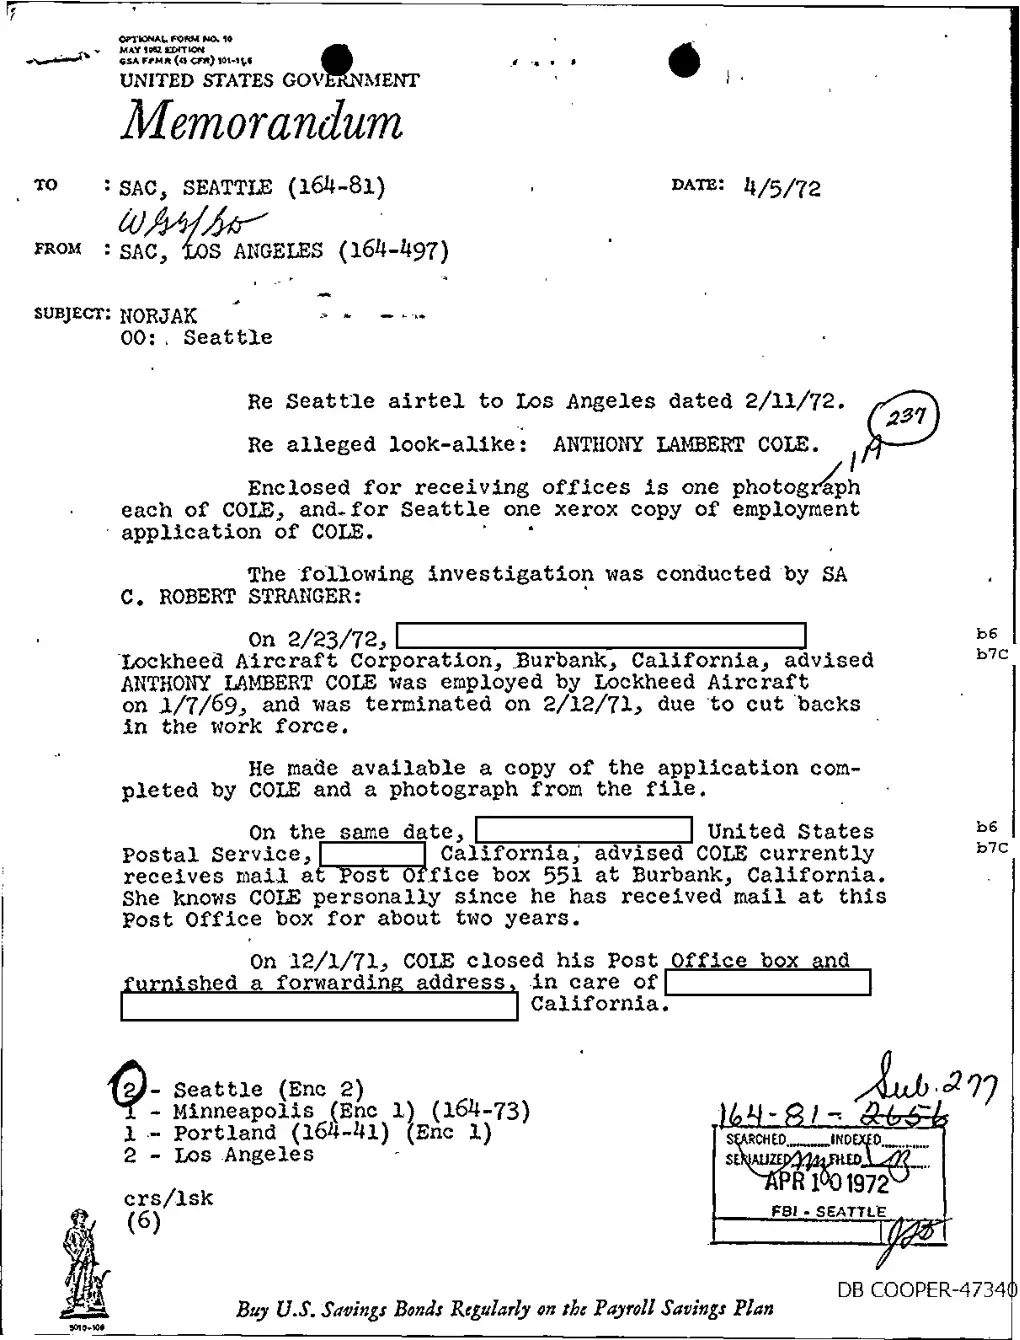 OPTIONAL FORM NO. 10
MAY 1962 EDITION
GSA FPMR (41 CFR) 101-11.6
UNITED STATES GOVERNMENT
Memorandum
TO : SAC, SEATTLE (164-81) DATE: 4/5/72
FROM : SAC, LOS ANGELES (164-497)
SUBJECT: NORJAK
OO: Seattle
Re Seattle airtel to Los Angeles dated 2/11/72.
237
Re alleged look-alike: ANTHONY LAMBERT COLE.
1A
Enclosed for receiving offices is one photograph
each of COLE, and for Seattle one xerox copy of employment
application of COLE.
The following investigation was conducted by SA
C. ROBERT STRANGER:
On 2/23/72,
b6
b7C
Lockheed Aircraft Corporation, Burbank, California, advised
ANTHONY LAMBERT COLE was employed by Lockheed Aircraft
on 1/7/69, and was terminated on 2/12/71, due to cut backs
in the work force.
He made available a copy of the application com-
pleted by COLE and a photograph from the file.
On the same date, United States
b6
b7C
Postal Service, California, advised COLE currently
receives mail at Post Office box 551 at Burbank, California.
She knows COLE personally since he has received mail at this
Post Office box for about two years.
On 12/1/71, COLE closed his Post Office box and
furnished a forwarding address, in care of
California.
2 - Seattle (Enc 2)
1 - Minneapolis (Enc 1) (164-73)
1 - Portland (164-41) (Enc 1)
2 - Los Angeles
crs/lsk
(6)
Sub. 277
164-81-2656
SEARCHED INDEXED
SERIALIZED FILED
APR 10 1972
FBI - SEATTLE
DB COOPER-47340
Buy U.S. Savings Bonds Regularly on the Payroll Savings Plan
5010-108